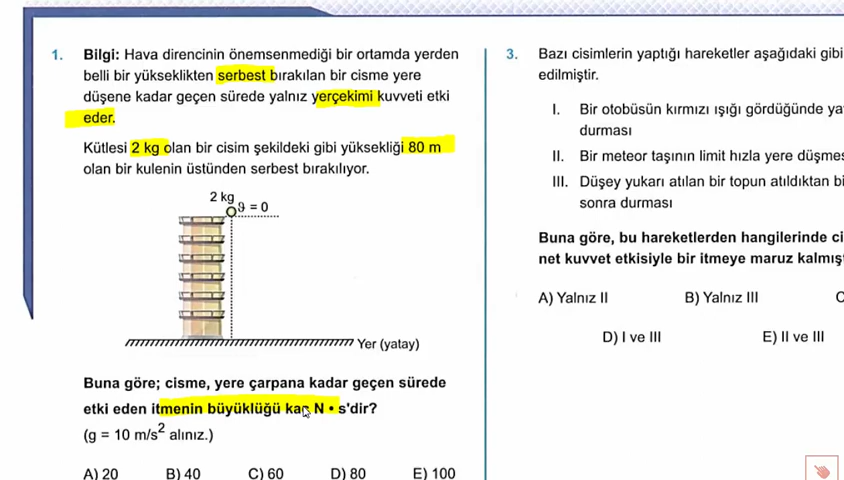 1. Bilgi: Hava direncinin önemsenmediği bir ortamda yerden
belli bir yükseklikten serbest bırakılan bir cisme yere
düşene kadar geçen sürede yalnız yerçekimi kuvveti etki
eder.
Kütlesi 2 kg olan bir cisim şekildeki gibi yüksekliği 80 m
olan bir kulenin üstünden serbest bırakılıyor.
2 kg
ϑ = 0
Yer (yatay)
Buna göre; cisme, yere çarpana kadar geçen sürede
etki eden itmenin büyüklüğü kaç N • s'dir?
(g = 10 m/s² alınız.)
A) 20 B) 40 C) 60 D) 80 E) 100
3. Bazı cisimlerin yaptığı hareketler aşağıdaki gibi
edilmiştir.
I. Bir otobüsün kırmızı ışığı gördüğünde ya
durması
II. Bir meteor taşının limit hızla yere düşmes
III. Düşey yukarı atılan bir topun atıldıktan bi
sonra durması
Buna göre, bu hareketlerden hangilerinde ci
net kuvvet etkisiyle bir itmeye maruz kalmış
A) Yalnız II B) Yalnız III C
D) I ve III E) II ve III